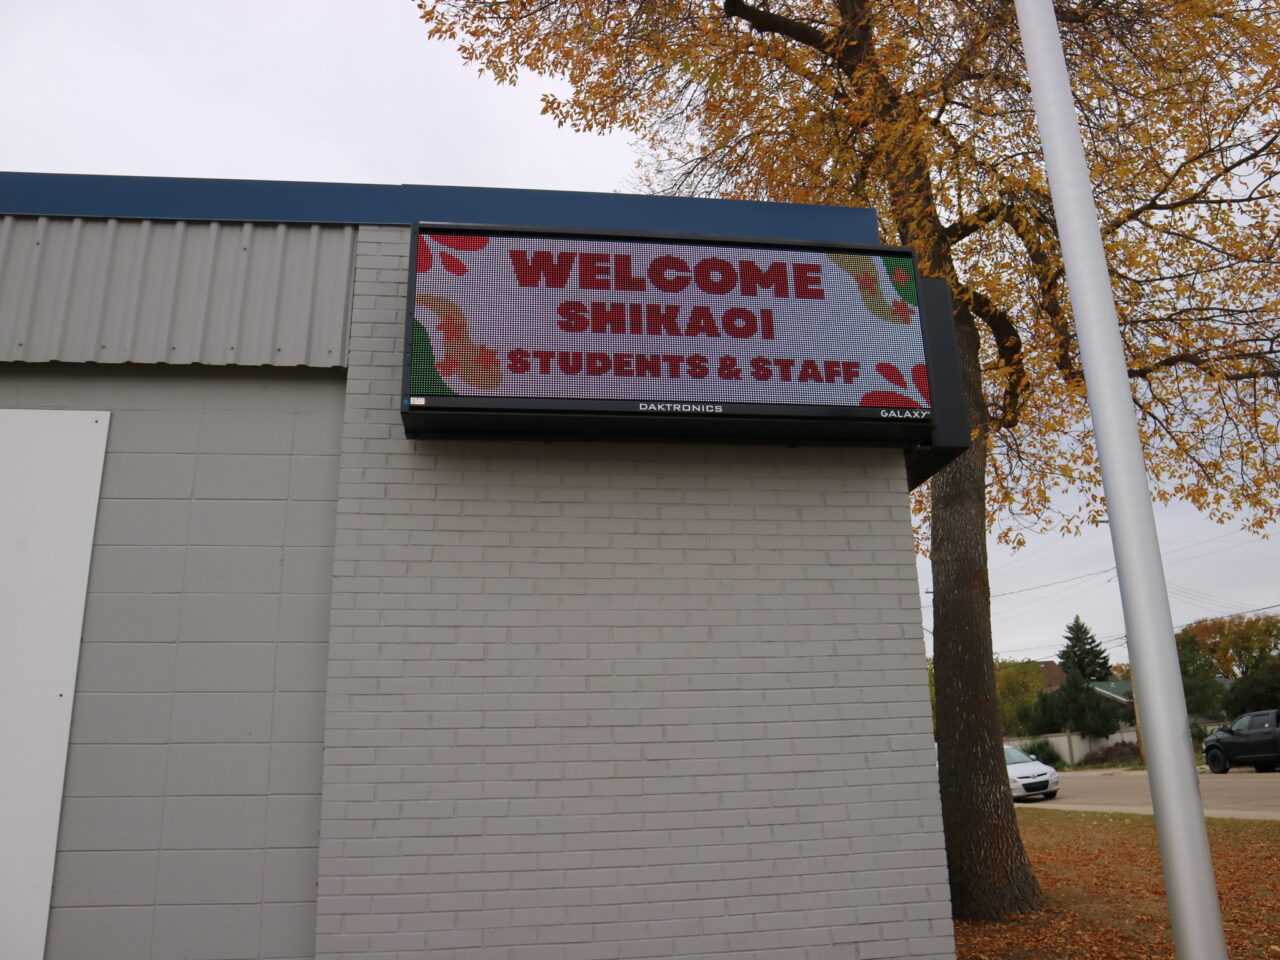 WELCOME
SHIKAOI
STUDENTS & STAFF
DAKTRONICS
GALAXY